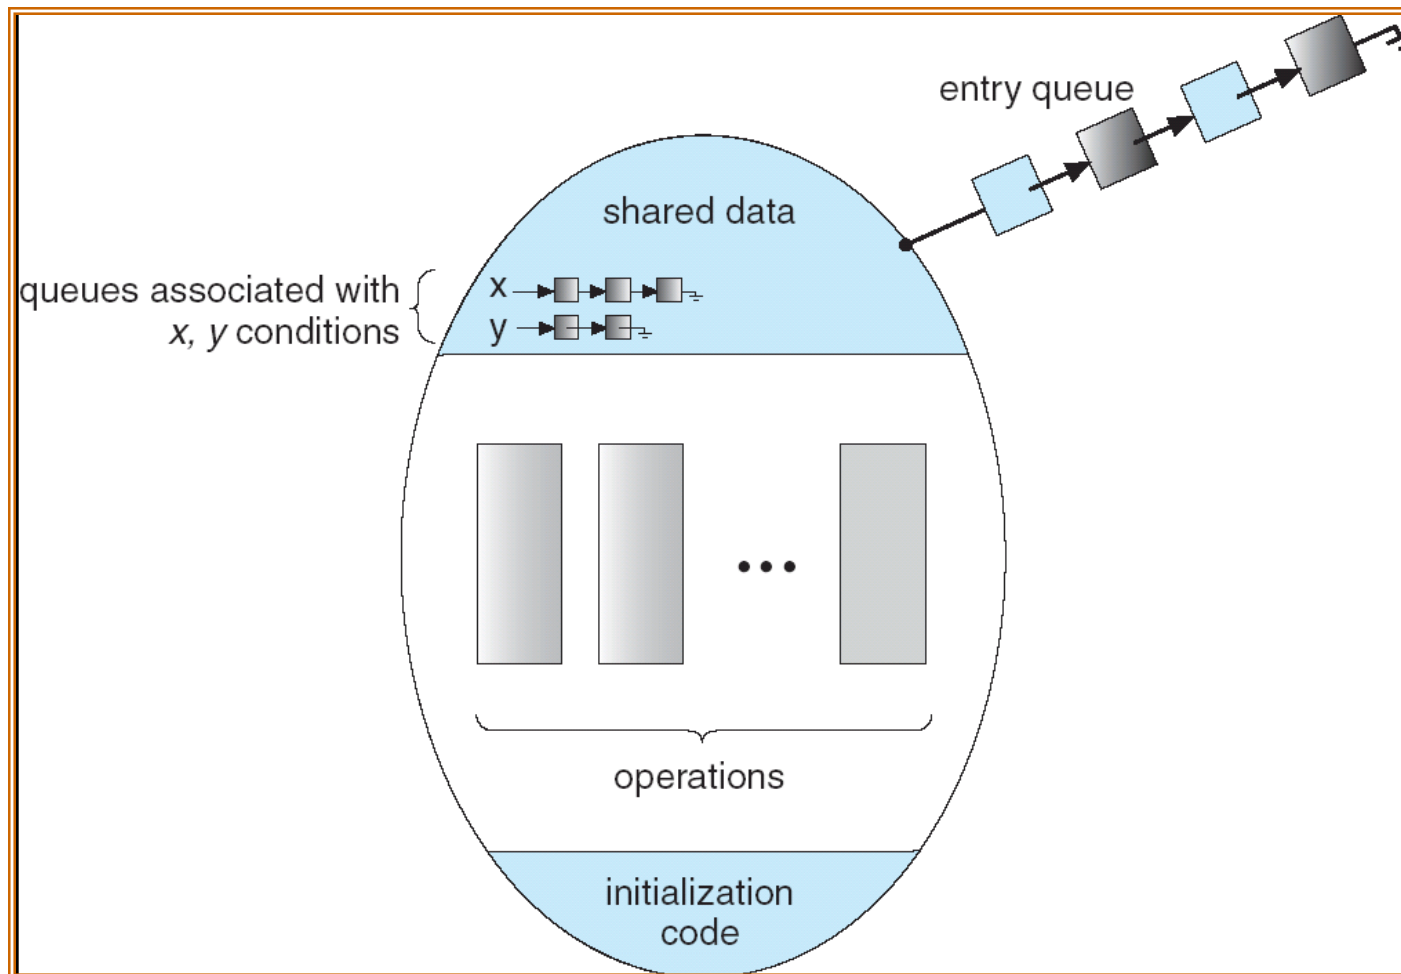 entry queue
shared data
queues associated with
x, y conditions
x
y
operations
initialization
code